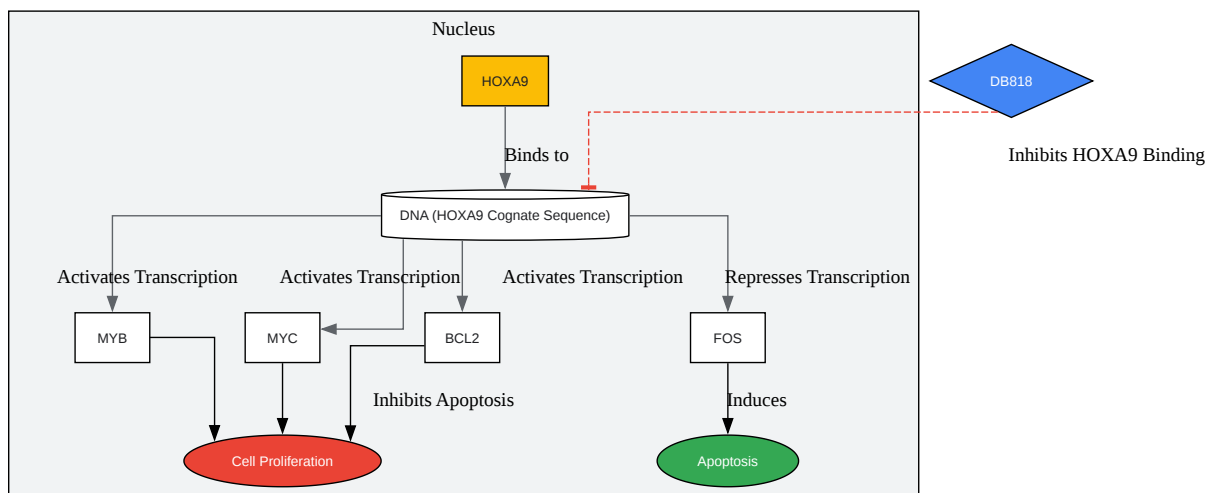 Nucleus
HOXA9
DB818
Binds to
Inhibits HOXA9 Binding
DNA (HOXA9 Cognate Sequence)
Activates Transcription
Activates Transcription
Activates Transcription
Represses Transcription
MYB
MYC
BCL2
FOS
Inhibits Apoptosis
Induces
Cell Proliferation
Apoptosis